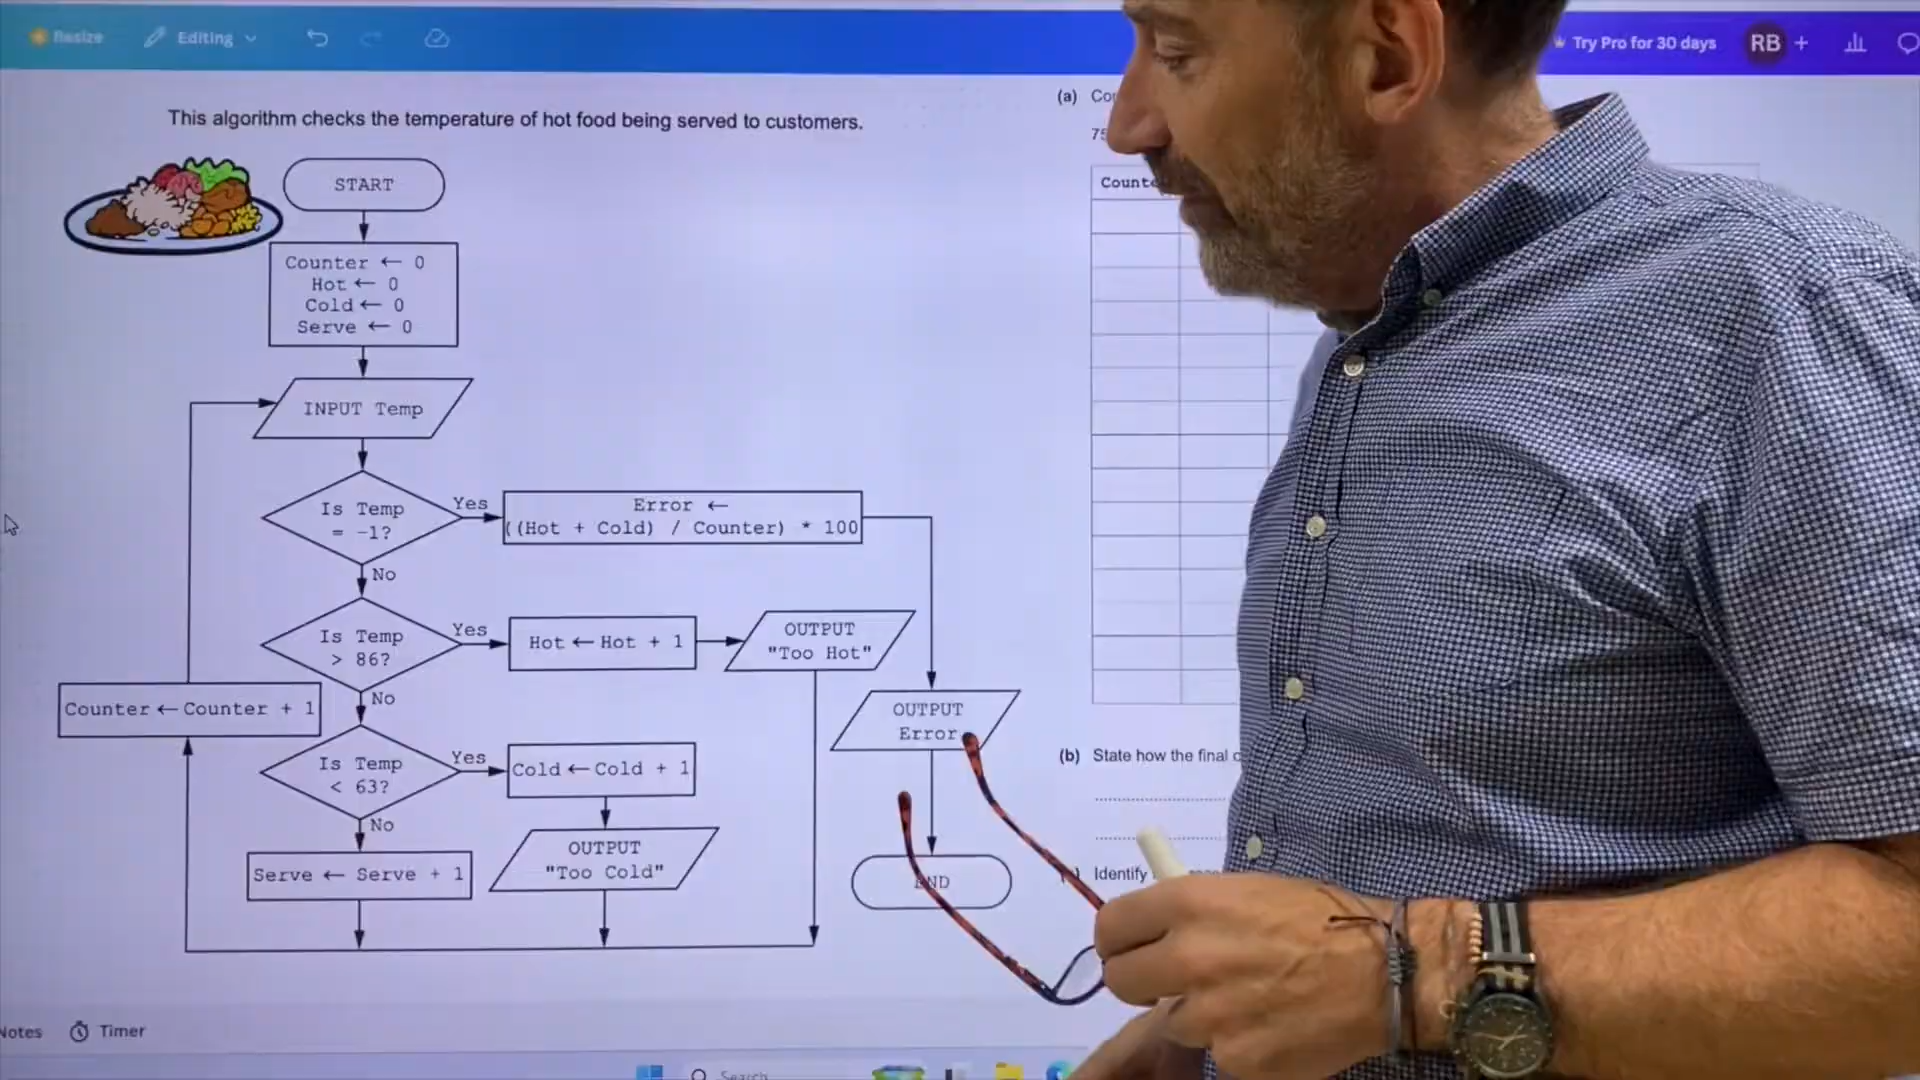 Resize
Editing
Try Pro for 30 days
RB
+
This algorithm checks the temperature of hot food being served to customers.
START
Counter ← 0
Hot ← 0
Cold ← 0
Serve ← 0
INPUT Temp
Is Temp
= -1?
Yes
Error ←
((Hot + Cold) / Counter) * 100
No
Is Temp
> 86?
Yes
Hot ← Hot + 1
OUTPUT
"Too Hot"
No
Counter ← Counter + 1
OUTPUT
Error
Is Temp
< 63?
Yes
Cold ← Cold + 1
No
OUTPUT
"Too Cold"
Serve ← Serve + 1
END
(a)
75
(b) State how the final
Identify
Notes
Timer
Search